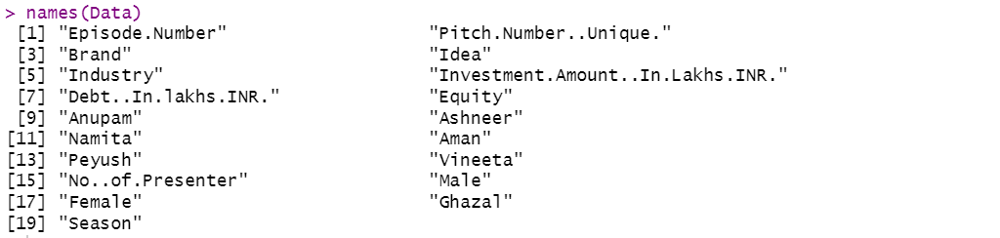 > names(Data)
[1] "Episode.Number" "Pitch.Number..Unique."
[3] "Brand" "Idea"
[5] "Industry" "Investment.Amount..In.Lakhs.INR."
[7] "Debt..In.lakhs.INR." "Equity"
[9] "Anupam" "Ashneer"
[11] "Namita" "Aman"
[13] "Peyush" "Vineeta"
[15] "No..of.Presenter" "Male"
[17] "Female" "Ghazal"
[19] "Season"